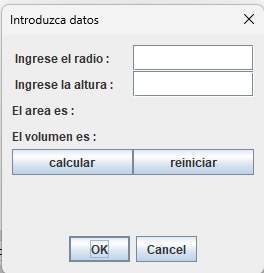 Introduzca datos
Ingrese el radio :
Ingrese la altura :
El area es :
El volumen es :
calcular reiniciar
OK Cancel